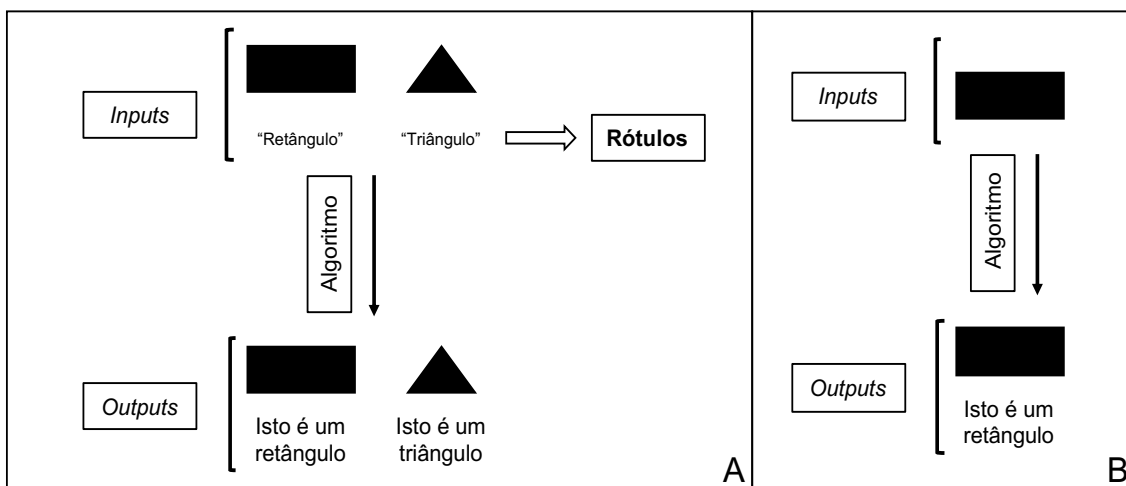 Inputs
“Retângulo”
“Triângulo”
Rótulos
Algoritmo
Outputs
Isto é um
retângulo
Isto é um
triângulo
A
Inputs
Algoritmo
Outputs
Isto é um
retângulo
B